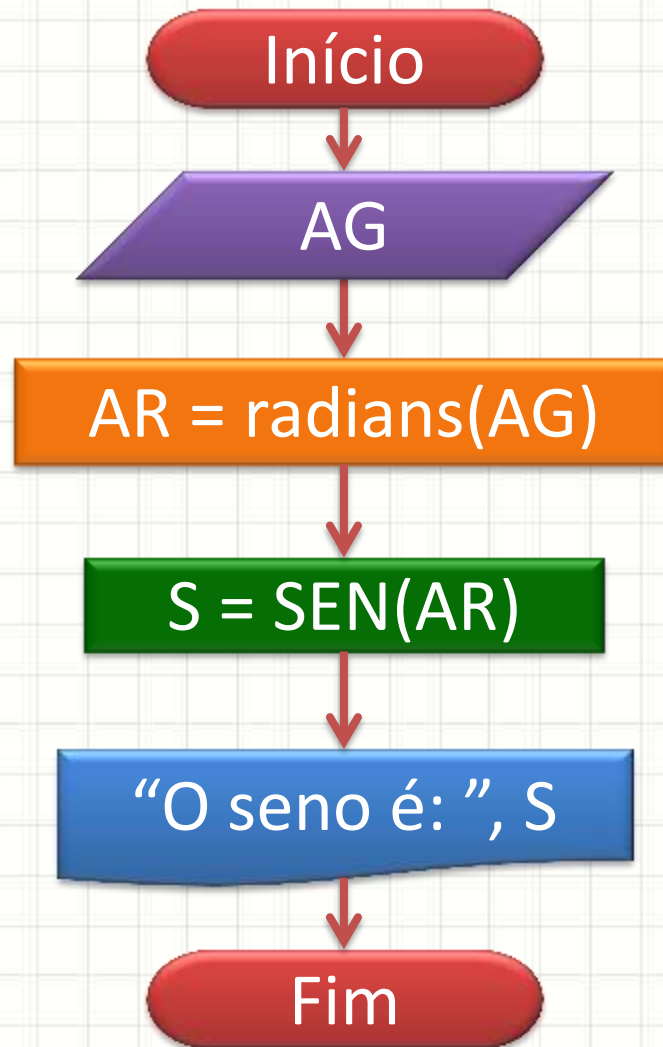 Início
AG
AR = radians(AG)
S = SEN(AR)
“O seno é: ”, S
Fim